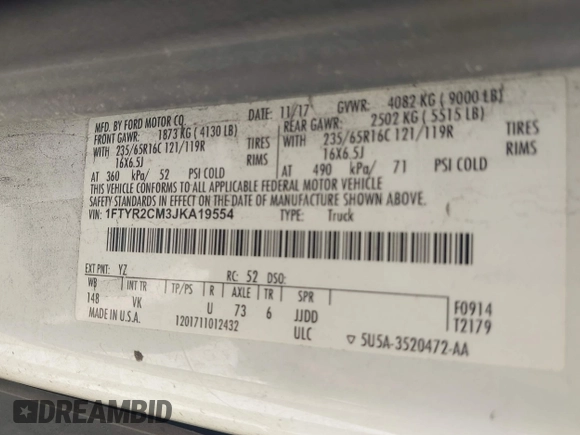 MFD. BY FORD MOTOR CO. DATE: 11/17 GVWR: 4082 KG ( 9000 LB)
FRONT GAWR: 1873 KG ( 4130 LB) REAR GAWR: 2502 KG ( 5515 LB)
WITH 235/65R16C 121/119R TIRES WITH 235/65R16C 121/119R TIRES
16X6.5J RIMS 16X6.5J RIMS
AT 360 kPa/ 52 PSI COLD AT 490 kPa/ 71 PSI COLD
THIS VEHICLE CONFORMS TO ALL APPLICABLE FEDERAL MOTOR VEHICLE
SAFETY STANDARDS IN EFFECT ON THE DATE OF MANUFACTURE SHOWN ABOVE.
VIN: 1FTYR2CM3JKA19554 TYPE: Truck
EXT PNT: YZ RC: 52 DSO:
WB INT TR TP/PS R AXLE TR SPR
148 VK U 73 6 JJDD F0914
MADE IN U.S.A. 1201711012432 ULC T2179
▽ 5U5A-3520472-AA
DREAMBID